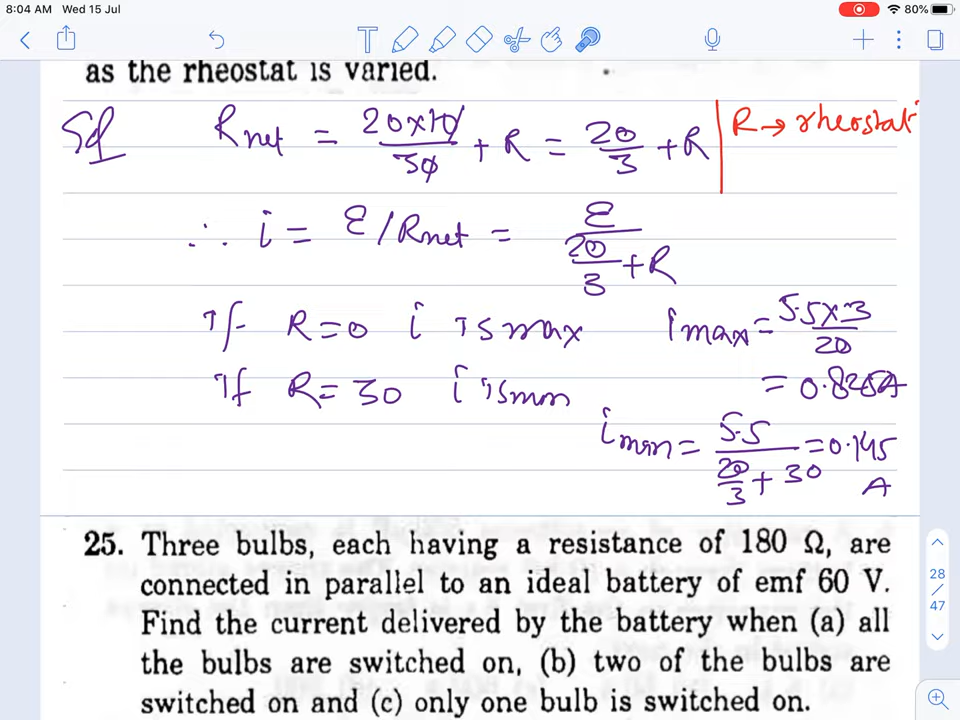 8:04 AM Wed 15 Jul
80%
as the rheostat is varied.
Sol Rnet = 20×10/30 + R = 20/3 + R | R → rheostat
∴ i = ε/Rnet = ε/(20/3 + R)
If R=0 i is max imax = 5.5×3/20
= 0.825A
If R=30 i is min
imin = 5.5/(20/3 + 30) = 0.145
A
25. Three bulbs, each having a resistance of 180 Ω, are
connected in parallel to an ideal battery of emf 60 V.
Find the current delivered by the battery when (a) all
the bulbs are switched on, (b) two of the bulbs are
switched on and (c) only one bulb is switched on.
28
/
47